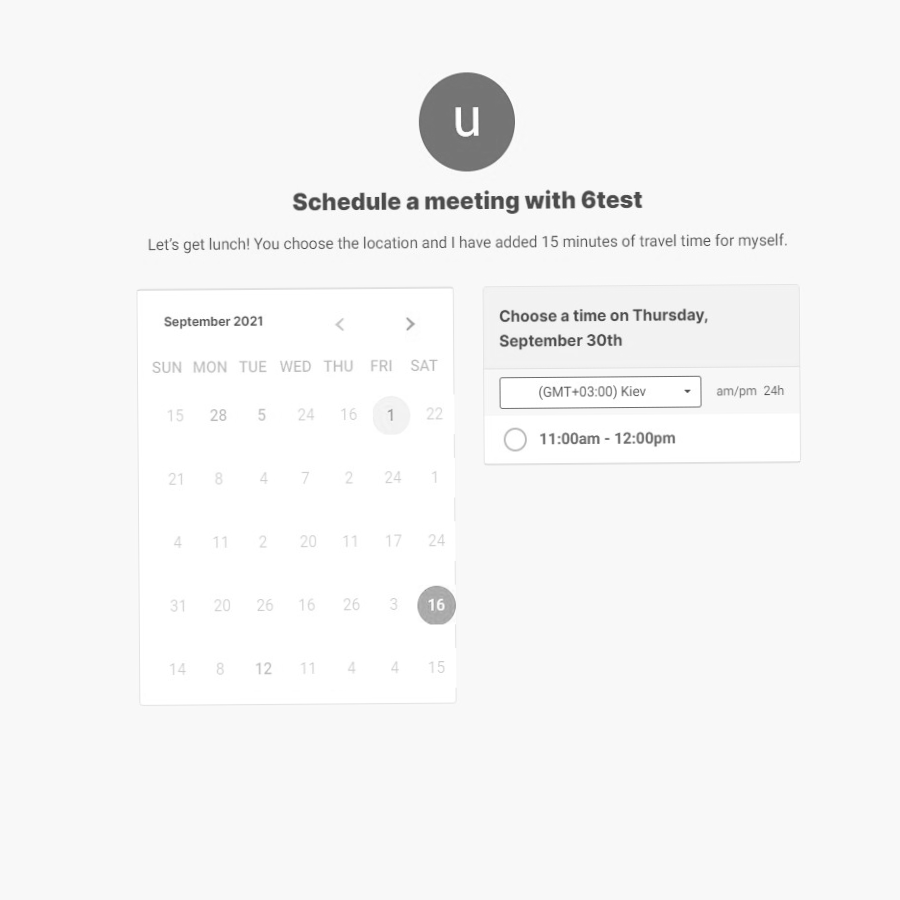 u
Schedule a meeting with 6test
Let's get lunch! You choose the location and I have added 15 minutes of travel time for myself.
September 2021
SUN MON TUE WED THU FRI SAT
15 28 5 24 16 1 22
21 8 4 7 2 24 1
4 11 2 20 11 17 24
31 20 26 16 26 3 16
14 8 12 11 4 4 15
Choose a time on Thursday,
September 30th
(GMT+03:00) Kiev am/pm 24h
11:00am - 12:00pm